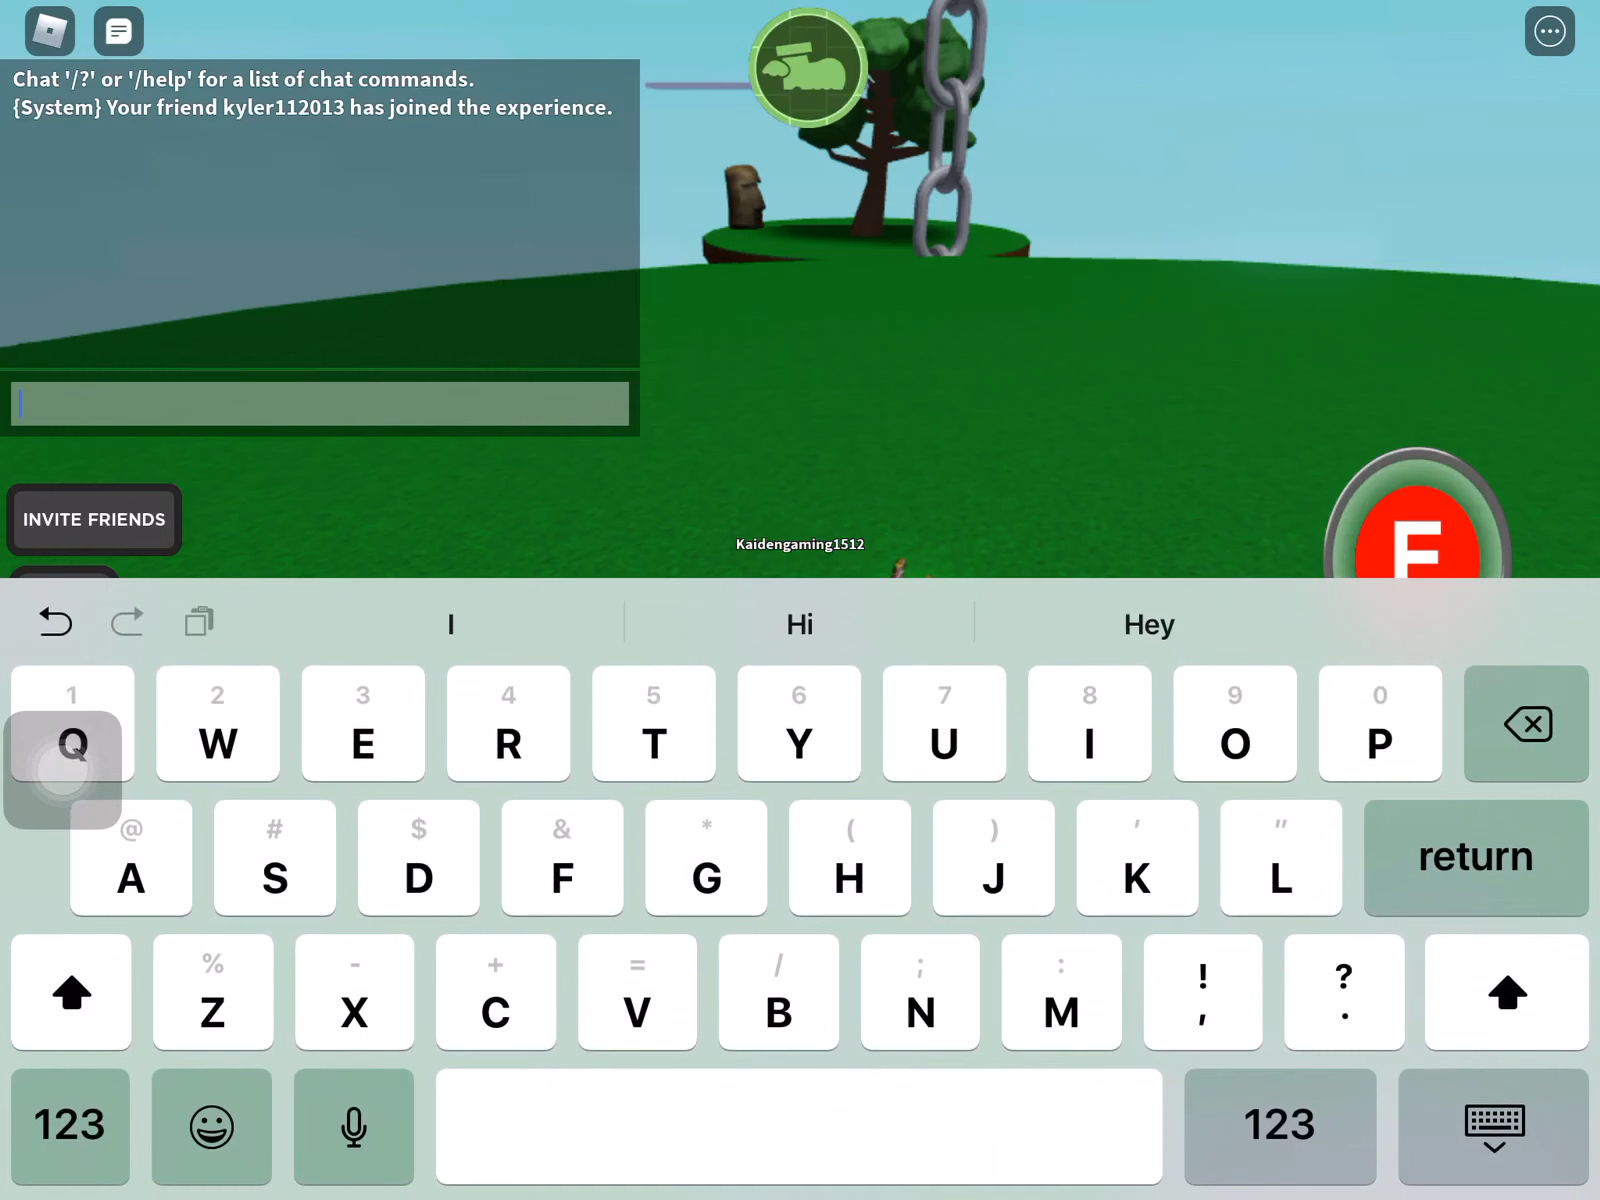 Chat '/?' or '/help' for a list of chat commands.
{System} Your friend kyler112013 has joined the experience.
INVITE FRIENDS
Kaidengaming1512
E
I Hi Hey
1 2 3 4 5 6 7 8 9 0
Q W E R T Y U I O P
@ # $ & * ( ) ' "
A S D F G H J K L return
% - + = / ; : ! ?
Z X C V B N M , .
123 123